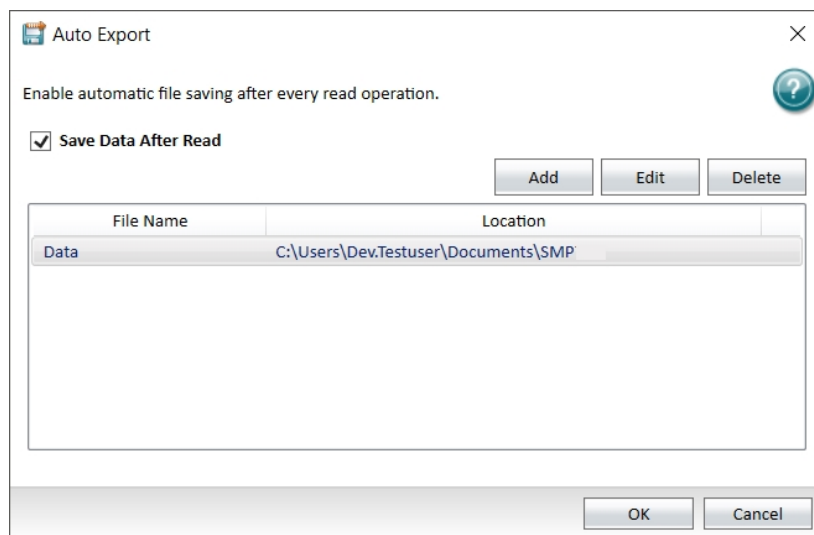 Auto Export
Enable automatic file saving after every read operation.
Save Data After Read
Add Edit Delete
File Name Location
Data C:\Users\Dev.Testuser\Documents\SMP
OK Cancel